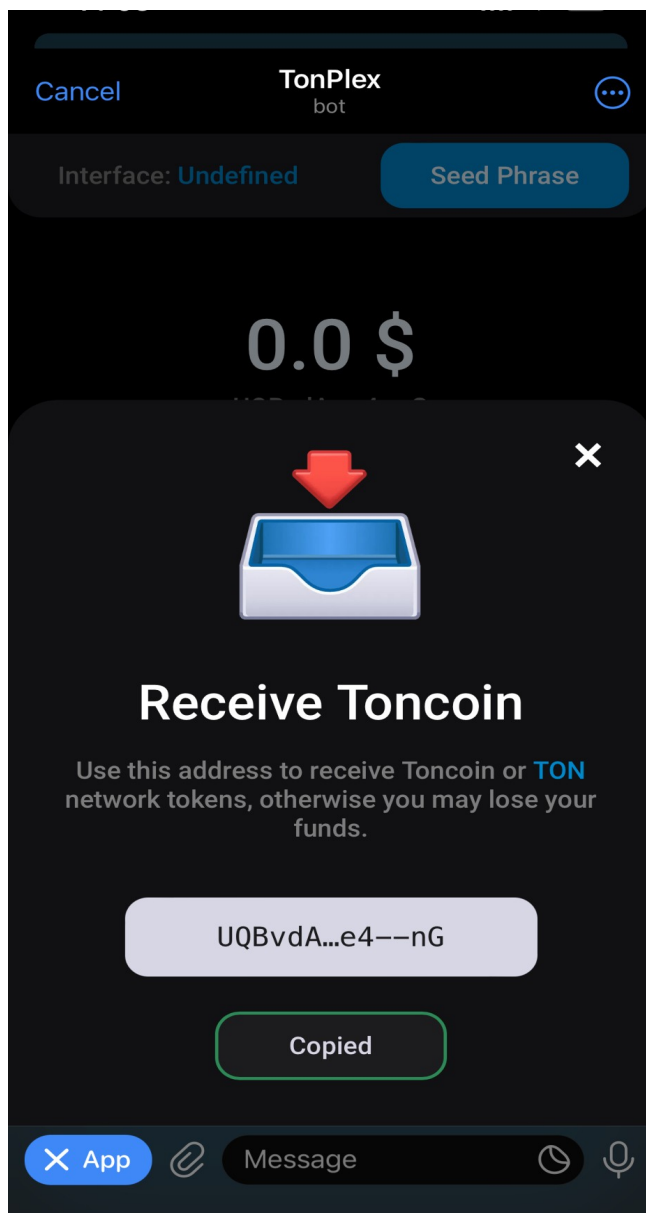 Cancel
TonPlex
bot
Interface: Undefined
Seed Phrase
0.0 $
Receive Toncoin
Use this address to receive Toncoin or TON
network tokens, otherwise you may lose your
funds.
UQBvdA…e4--nG
Copied
App
Message